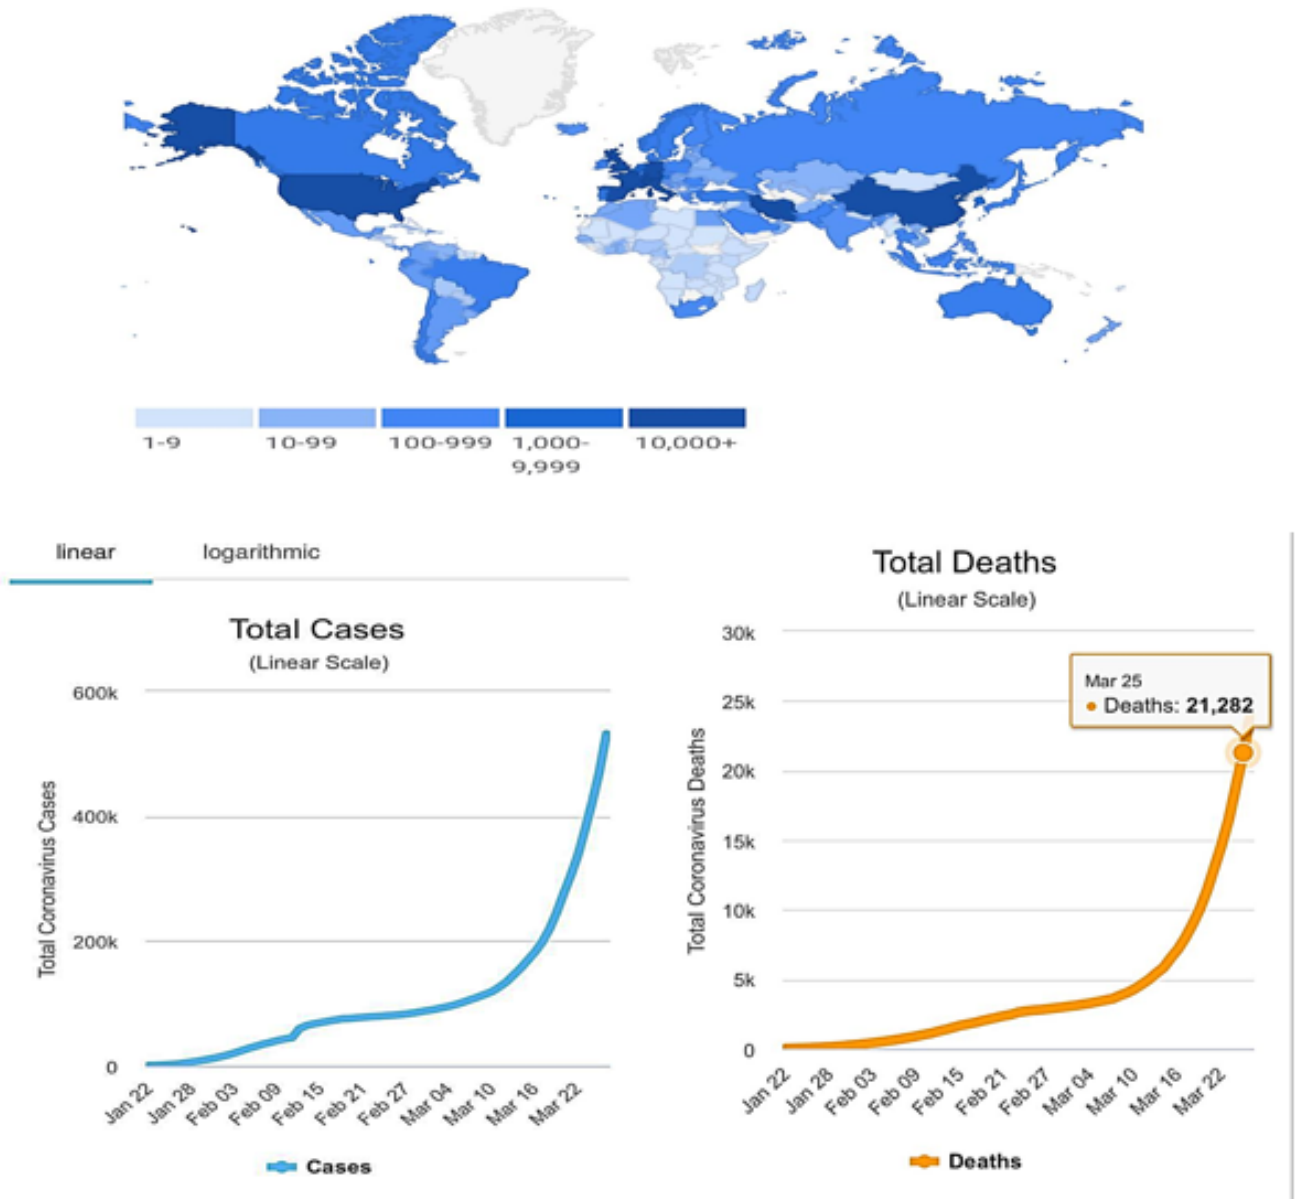 1-9
10-99
100-999
1,000-
9,999
10,000+
linear
logarithmic
Total Cases
(Linear Scale)
Total Coronavirus Cases
600k
400k
200k
0
Jan 22
Jan 28
Feb 03
Feb 09
Feb 15
Feb 21
Feb 27
Mar 04
Mar 10
Mar 16
Mar 22
Cases
Total Deaths
(Linear Scale)
Total Coronavirus Deaths
30k
25k
20k
15k
10k
5k
0
Mar 25
Deaths: 21,282
Jan 22
Jan 28
Feb 03
Feb 09
Feb 15
Feb 21
Feb 27
Mar 04
Mar 10
Mar 16
Mar 22
Deaths